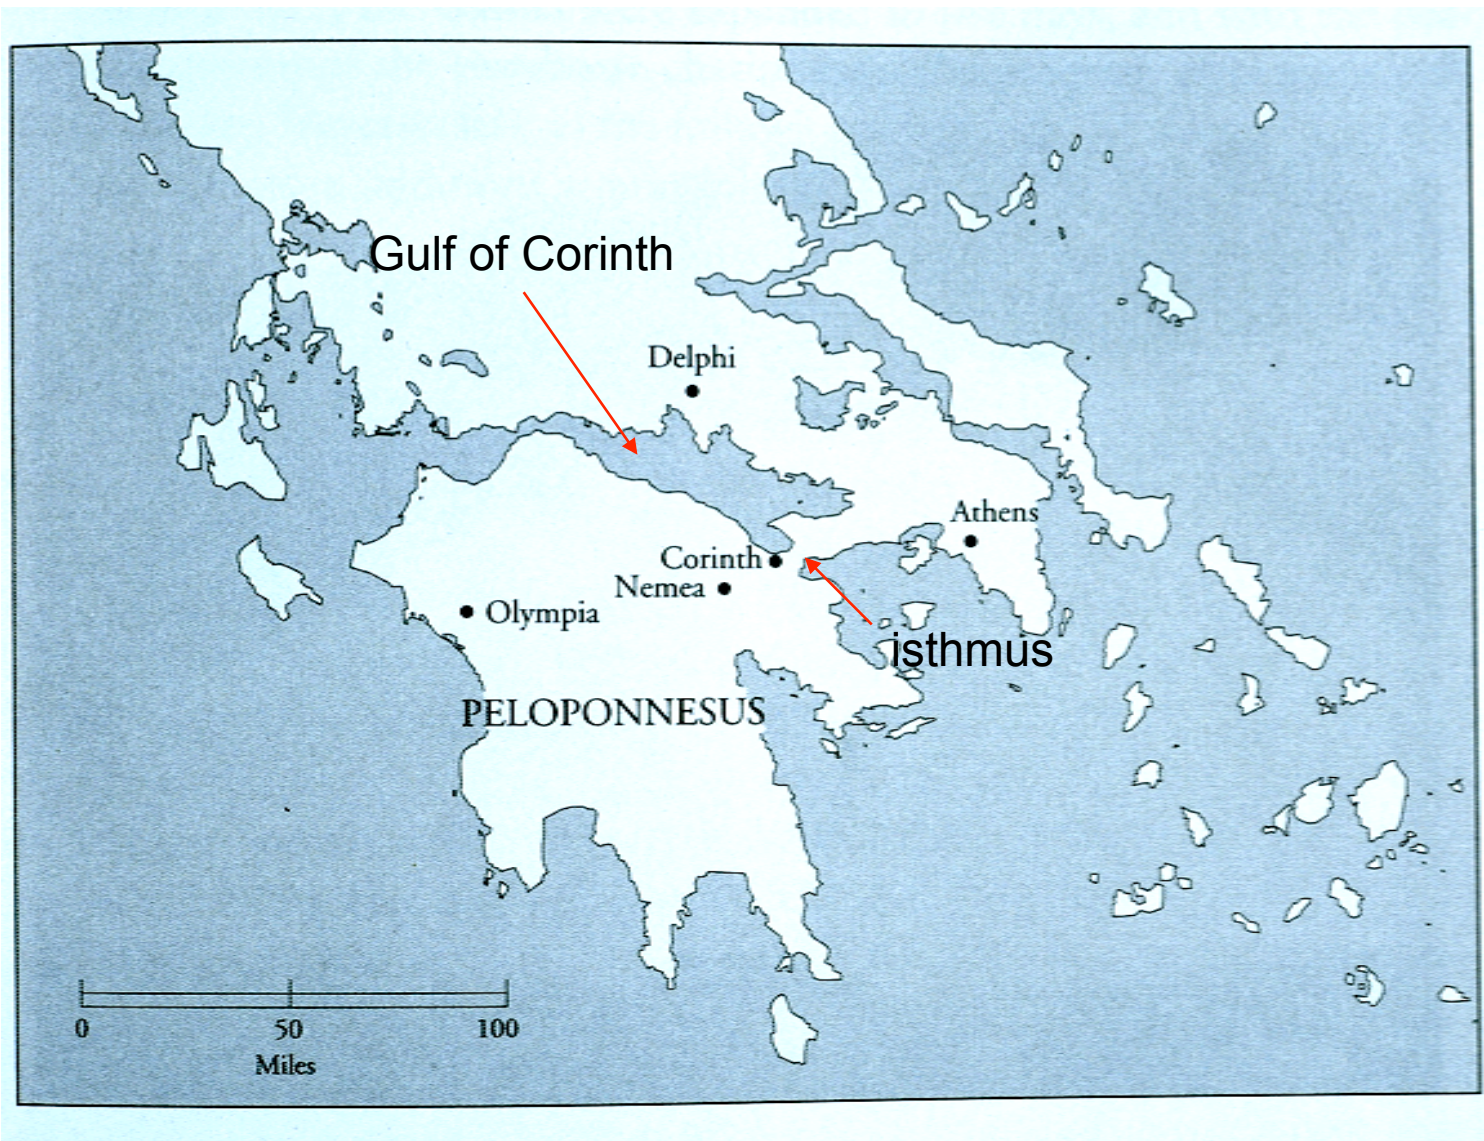 Gulf of Corinth
Delphi
Athens
Corinth
Nemea
Olympia
isthmus
PELOPONNESUS
0 50 100
Miles